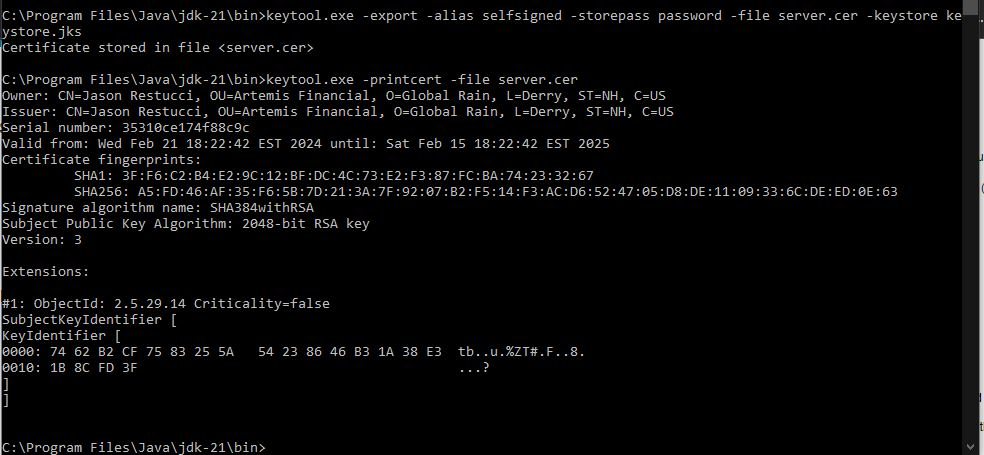 C:\Program Files\Java\jdk-21\bin>keytool.exe -export -alias selfsigned -storepass password -file server.cer -keystore ke
ystore.jks
Certificate stored in file <server.cer>
C:\Program Files\Java\jdk-21\bin>keytool.exe -printcert -file server.cer
Owner: CN=Jason Restucci, OU=Artemis Financial, O=Global Rain, L=Derry, ST=NH, C=US
Issuer: CN=Jason Restucci, OU=Artemis Financial, O=Global Rain, L=Derry, ST=NH, C=US
Serial number: 35310ce174f88c9c
Valid from: Wed Feb 21 18:22:42 EST 2024 until: Sat Feb 15 18:22:42 EST 2025
Certificate fingerprints:
SHA1: 3F:F6:C2:B4:E2:9C:12:BF:DC:4C:73:E2:F3:87:FC:BA:74:23:32:67
SHA256: A5:FD:46:AF:35:F6:5B:7D:21:3A:7F:92:07:B2:F5:14:F3:AC:D6:52:47:05:D8:DE:11:09:33:6C:DE:ED:0E:63
Signature algorithm name: SHA384withRSA
Subject Public Key Algorithm: 2048-bit RSA key
Version: 3
Extensions:
#1: ObjectId: 2.5.29.14 Criticality=false
SubjectKeyIdentifier [
KeyIdentifier [
0000: 74 62 B2 CF 75 83 25 5A   54 23 86 46 B3 1A 38 E3  tb..u.%ZT#.F..8.
0010: 1B 8C FD 3F                                        ...?
]
]
C:\Program Files\Java\jdk-21\bin>